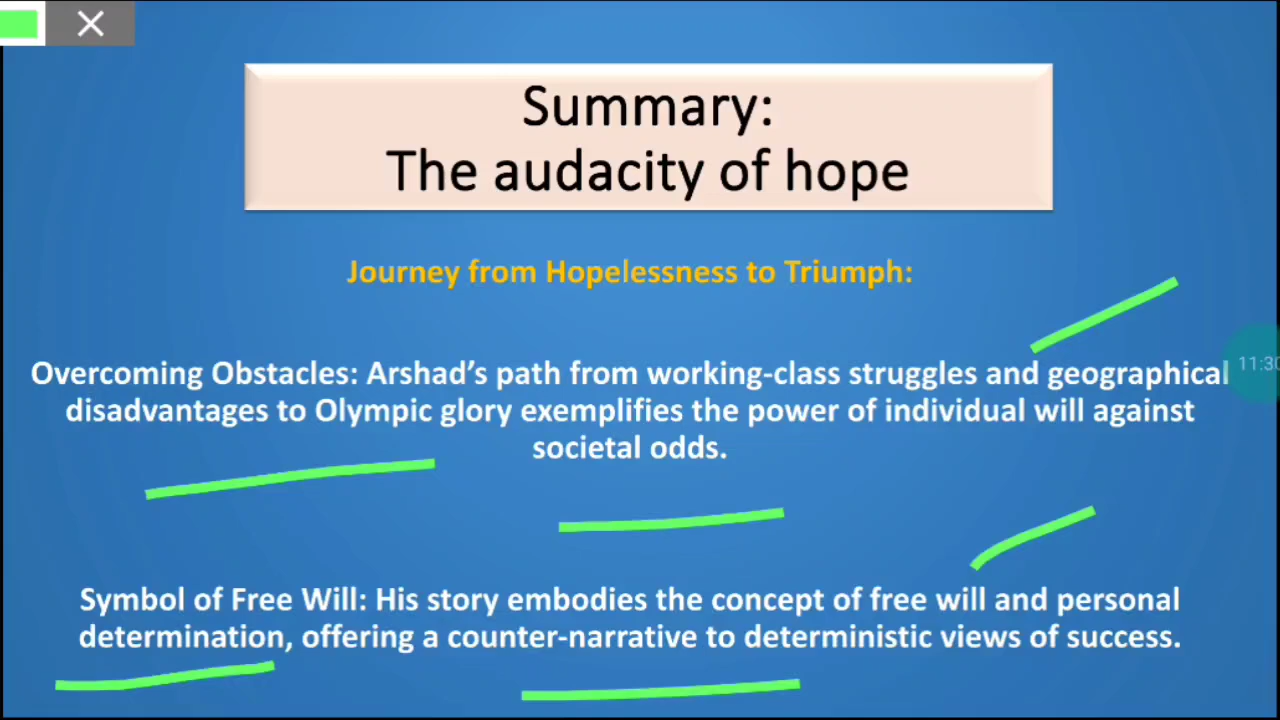 Summary:
The audacity of hope
Journey from Hopelessness to Triumph:
Overcoming Obstacles: Arshad's path from working-class struggles and geographical
disadvantages to Olympic glory exemplifies the power of individual will against
societal odds.
11:30
Symbol of Free Will: His story embodies the concept of free will and personal
determination, offering a counter-narrative to deterministic views of success.